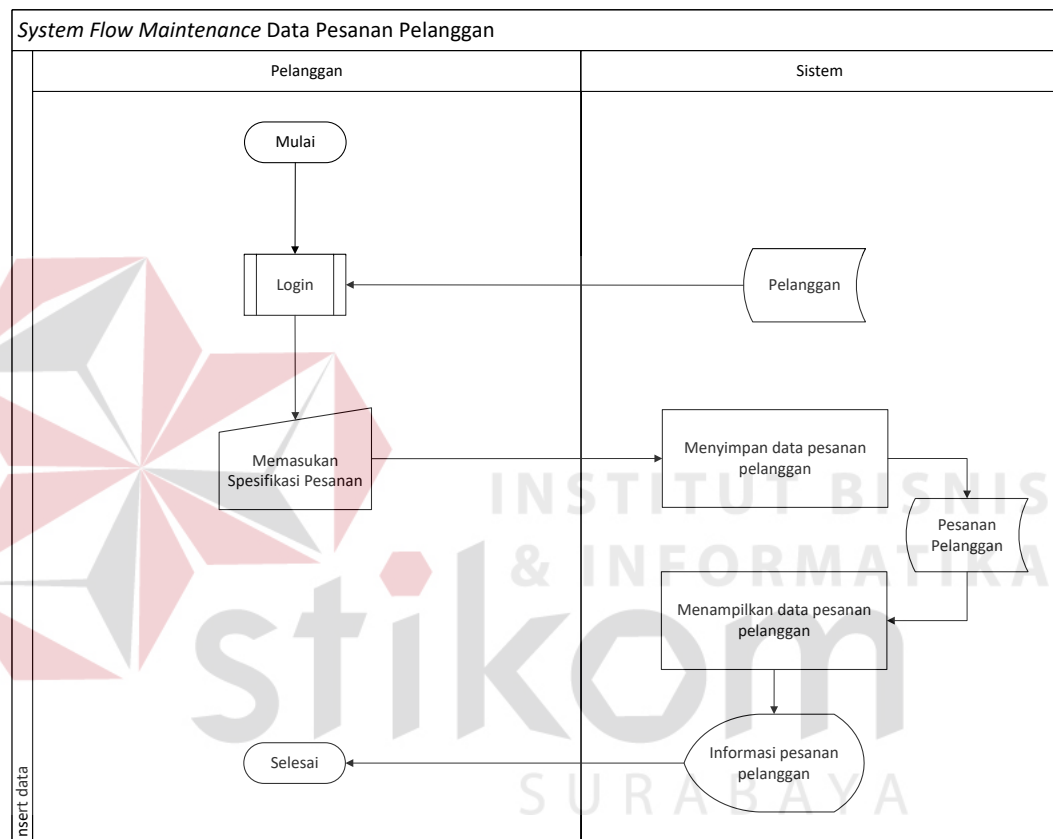 System Flow Maintenance Data Pesanan Pelanggan
Pelanggan
Sistem
Mulai
Login
Pelanggan
Memasukan
Spesifikasi Pesanan
Menyimpan data pesanan
pelanggan
Pesanan
Pelanggan
Menampilkan data pesanan
pelanggan
Informasi pesanan
pelanggan
Selesai
nsert data
INSTITUT BISNIS
& INFORMATIKA
stikom
SURABAYA